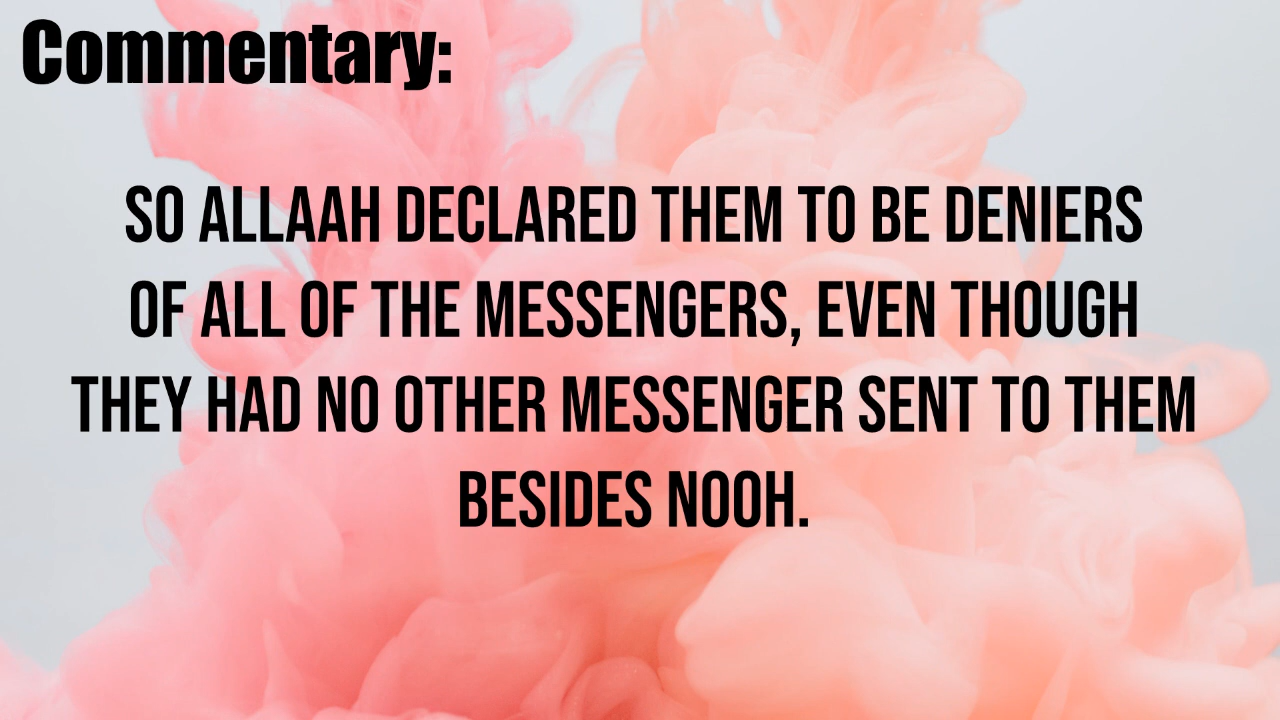 Commentary:
SO ALLAAH DECLARED THEM TO BE DENIERS
OF ALL OF THE MESSENGERS, EVEN THOUGH
THEY HAD NO OTHER MESSENGER SENT TO THEM
BESIDES NOOH.